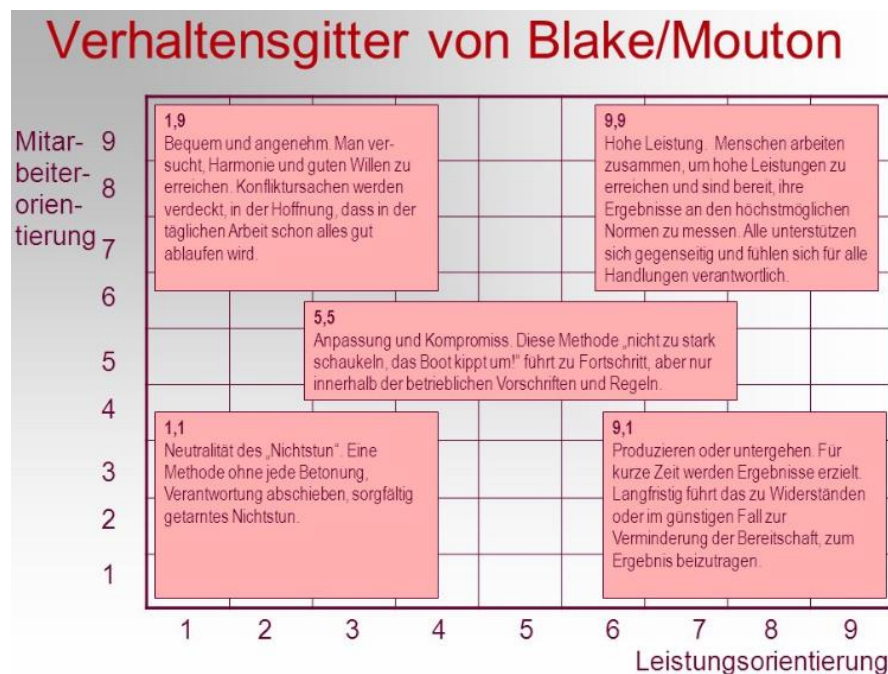 Verhaltensgitter von Blake/Mouton
Mitar-
beiter-
orien-
tierung
9
8
7
6
5
4
3
2
1
1,9
Bequem und angenehm. Man ver-
sucht, Harmonie und guten Willen zu
erreichen. Konfliktursachen werden
verdeckt, in der Hoffnung, dass in der
täglichen Arbeit schon alles gut
ablaufen wird.
9,9
Hohe Leistung. Menschen arbeiten
zusammen, um hohe Leistungen zu
erreichen und sind bereit, ihre
Ergebnisse an den höchstmöglichen
Normen zu messen. Alle unterstützen
sich gegenseitig und fühlen sich für alle
Handlungen verantwortlich.
5,5
Anpassung und Kompromiss. Diese Methode „nicht zu stark
schaukeln, das Boot kippt um!" führt zu Fortschritt, aber nur
innerhalb der betrieblichen Vorschriften und Regeln.
1,1
Neutralität des „Nichtstun". Eine
Methode ohne jede Betonung,
Verantwortung abschieben, sorgfältig
getarntes Nichtstun.
9,1
Produzieren oder untergehen. Für
kurze Zeit werden Ergebnisse erzielt.
Langfristig führt das zu Widerständen
oder im günstigen Fall zur
Verminderung der Bereitschaft, zum
Ergebnis beizutragen.
1 2 3 4 5 6 7 8 9
Leistungsorientierung